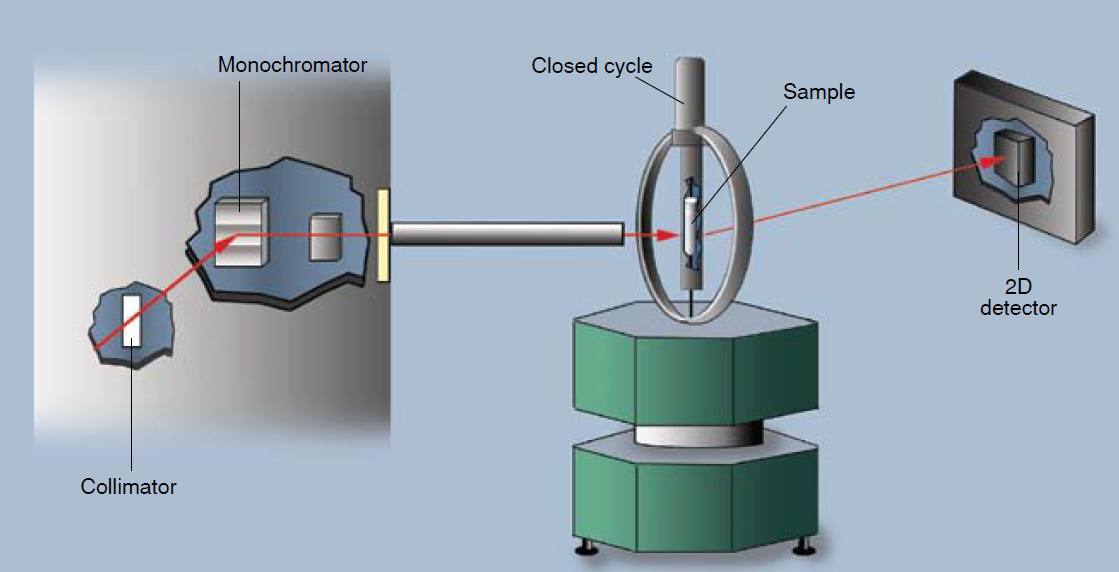 Monochromator
Closed cycle
Sample
2D
detector
Collimator